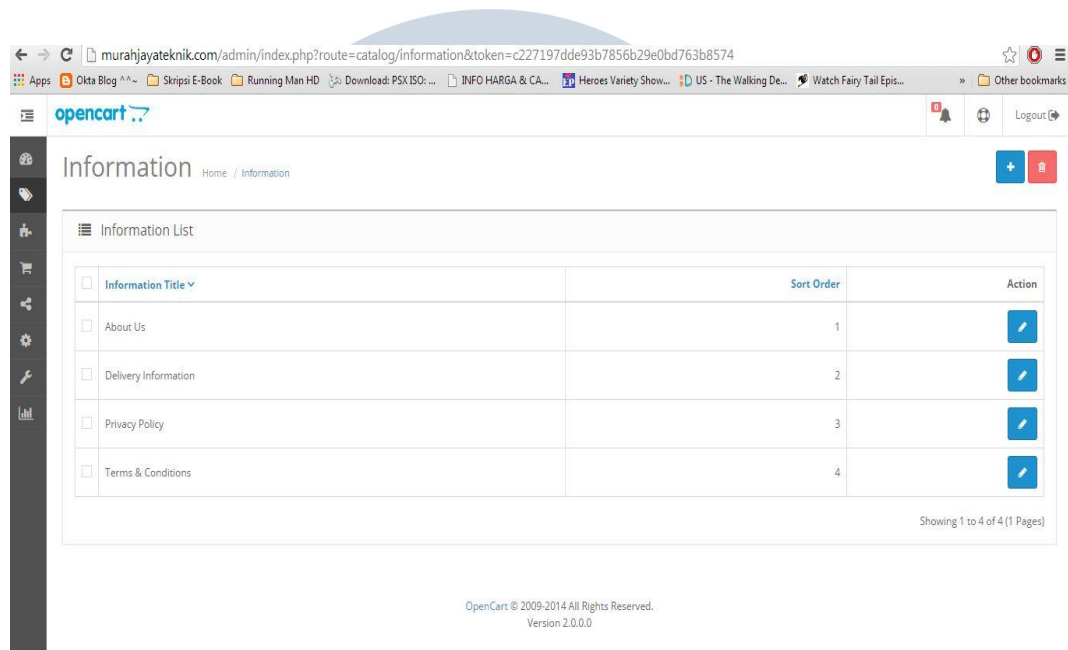 murahjayateknik.com/admin/index.php?route=catalog/information&token=c227197dde93b7856b29e0bd763b8574
Apps Okta Blog ^^~ Skripsi E-Book Running Man HD Download: PSX ISO: ... INFO HARGA & CA... Heroes Variety Show... US - The Walking De... Watch Fairy Tail Epis... » Other bookmarks
opencart 0 Logout
Information Home / Information
Information List
Information Title Sort Order Action
About Us 1
Delivery Information 2
Privacy Policy 3
Terms & Conditions 4
Showing 1 to 4 of 4 (1 Pages)
OpenCart © 2009-2014 All Rights Reserved.
Version 2.0.0.0